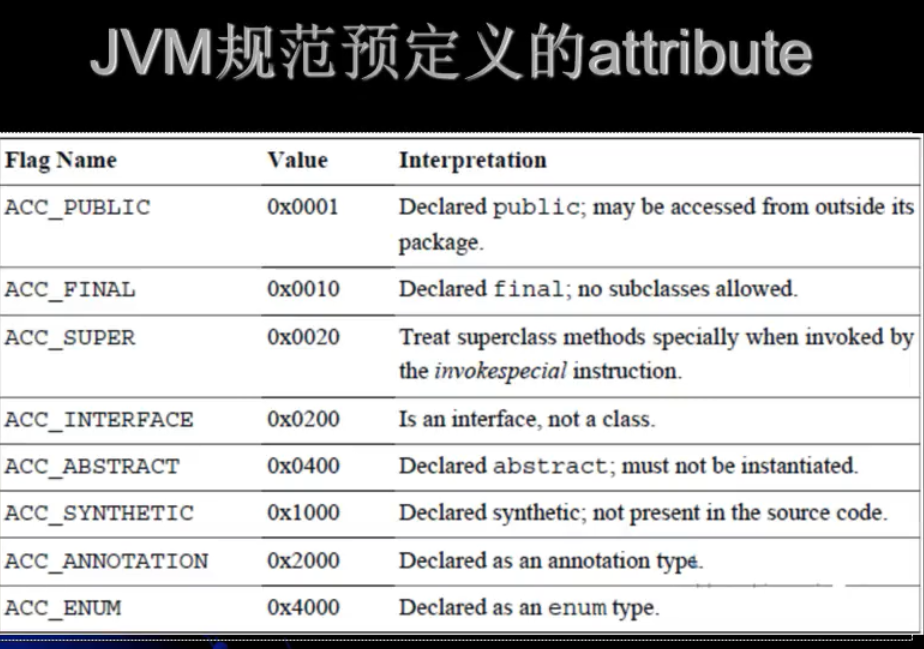 JVM规范预定义的attribute
Flag Name Value Interpretation
ACC_PUBLIC 0x0001 Declared public; may be accessed from outside its
package.
ACC_FINAL 0x0010 Declared final; no subclasses allowed.
ACC_SUPER 0x0020 Treat superclass methods specially when invoked by
the invokespecial instruction.
ACC_INTERFACE 0x0200 Is an interface, not a class.
ACC_ABSTRACT 0x0400 Declared abstract; must not be instantiated.
ACC_SYNTHETIC 0x1000 Declared synthetic; not present in the source code.
ACC_ANNOTATION 0x2000 Declared as an annotation type.
ACC_ENUM 0x4000 Declared as an enum type.